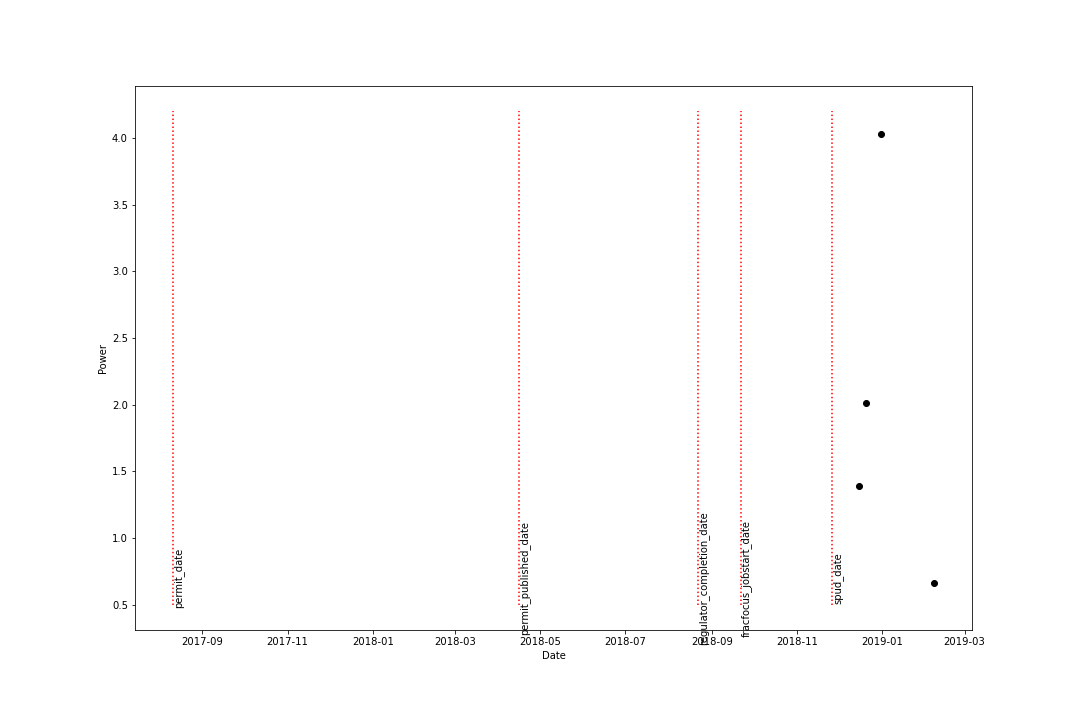 4.0
3.5
3.0
2.5
2.0
1.5
1.0
0.5
Power
permit_date
permit_published_date
regulator_completion_date
fracfocus_jobstart_date
spud_date
2017-09
2017-11
2018-01
2018-03
2018-05
2018-07
2018-09
2018-11
2019-01
2019-03
Date